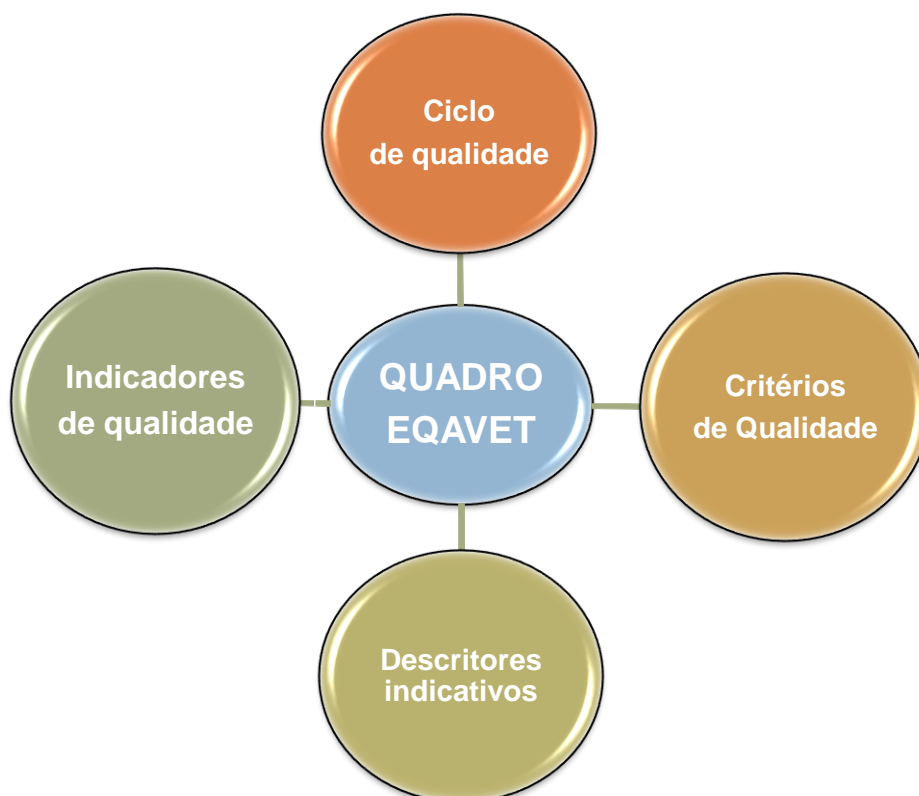 Ciclo
de qualidade
Indicadores
de qualidade
QUADRO
EQAVET
Critérios
de Qualidade
Descritores
indicativos